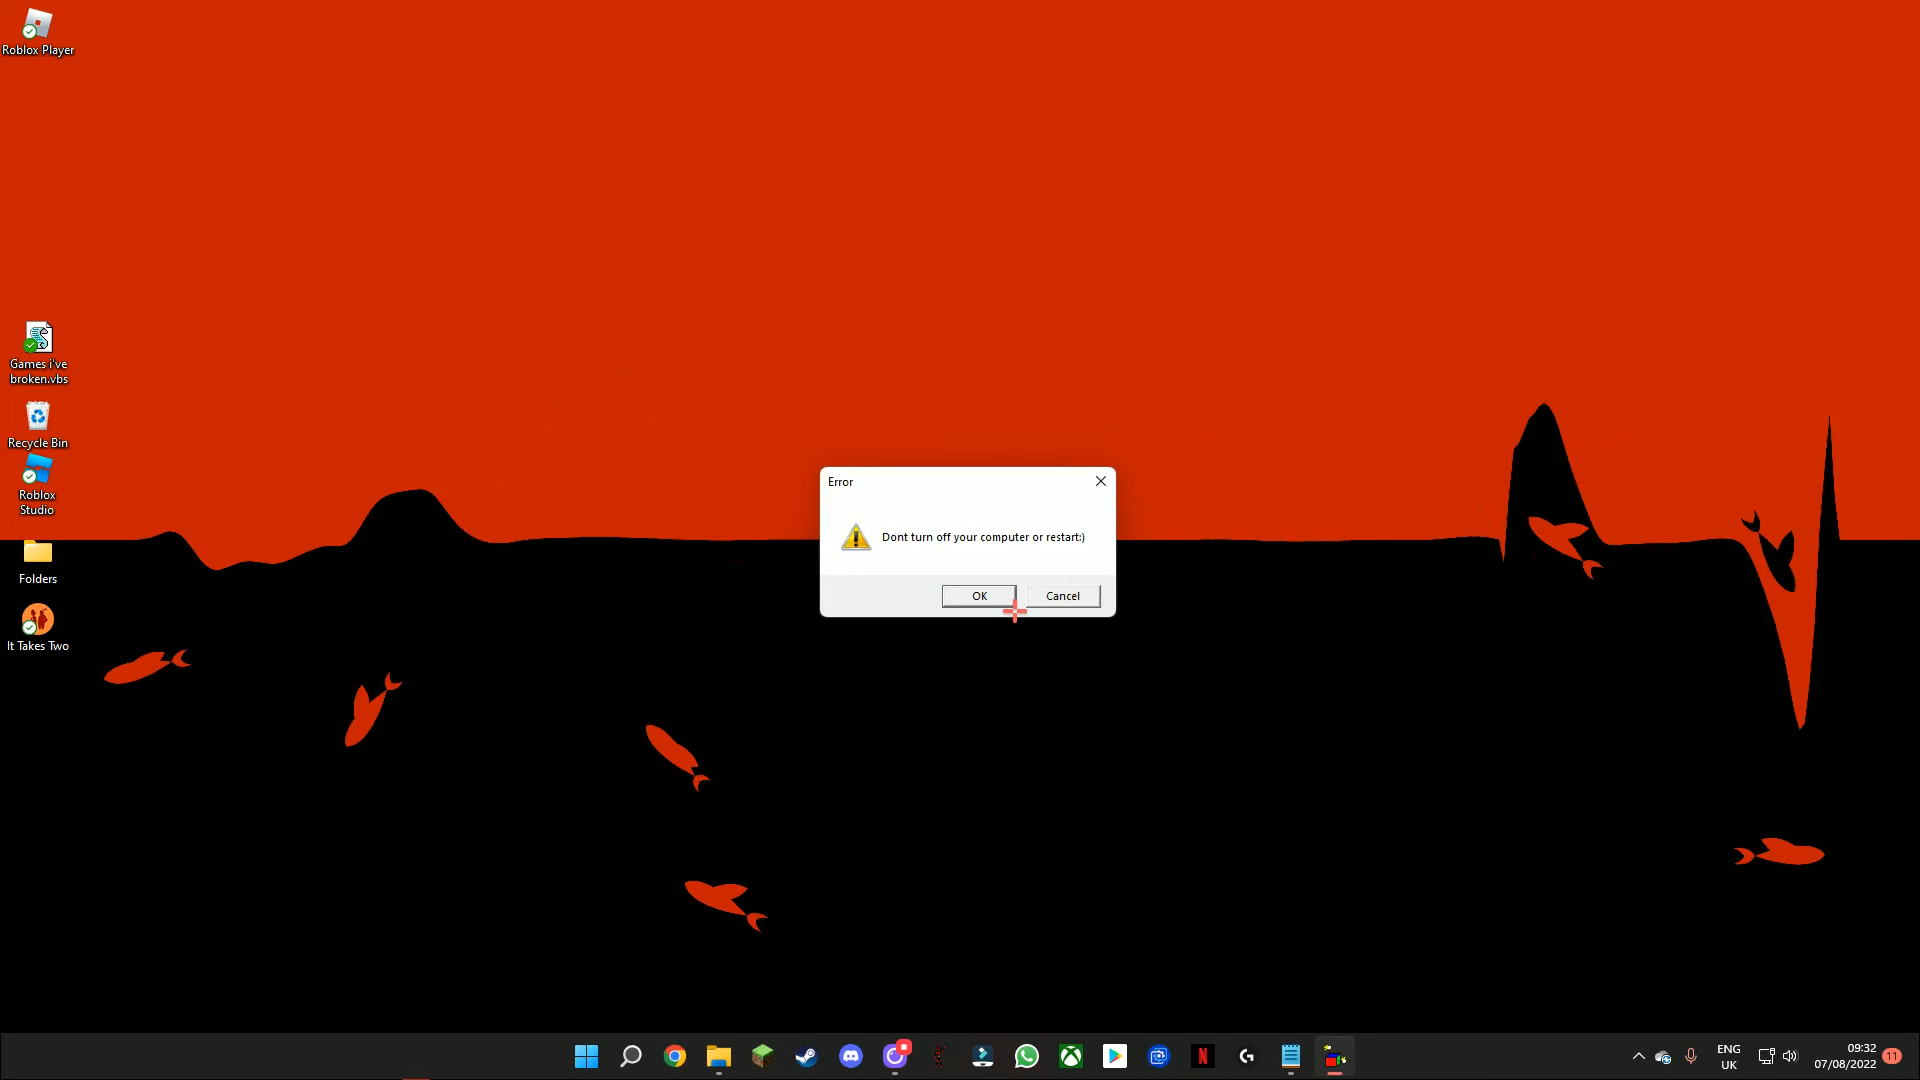 Roblox Player
Games i've
broken.vbs
Recycle Bin
Roblox
Studio
Folders
It Takes Two
Error
Dont turn off your computer or restart:)
OK
Cancel
ENG
UK
09:32
07/08/2022
11